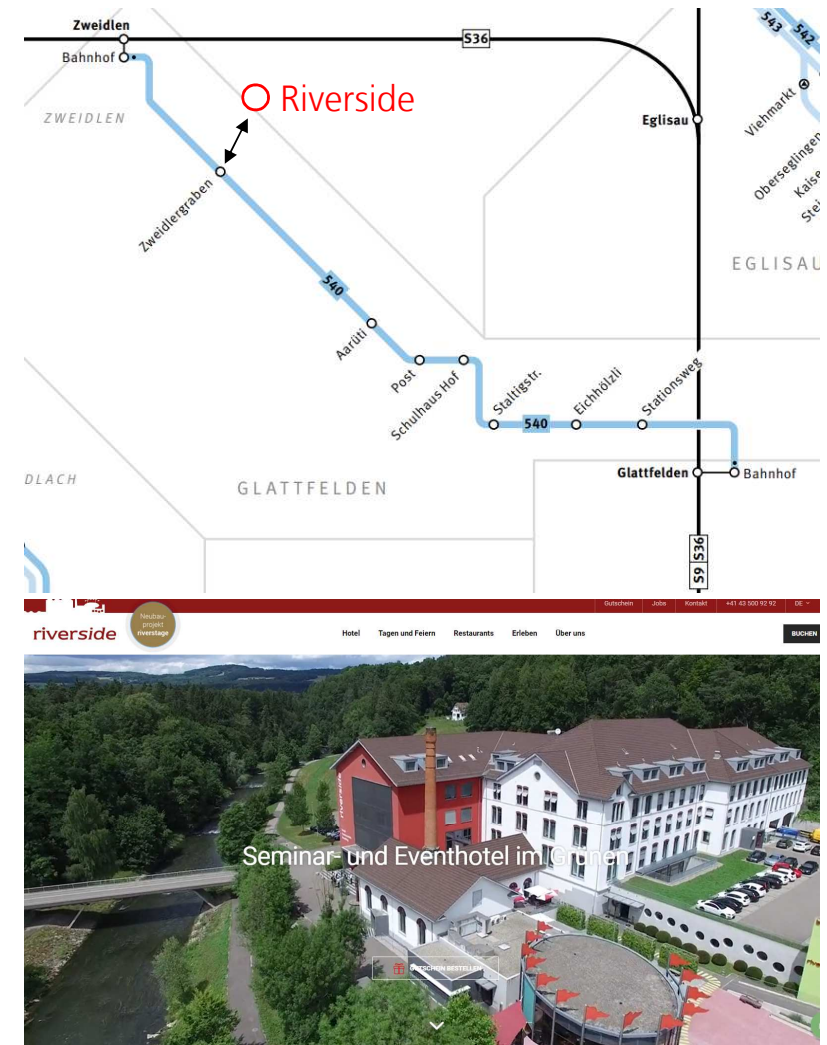 Zweidlen
S36
543
542
Bahnhof
Riverside
Viehmarkt
ZWEIDLEN
Eglisau
Oberseglingen
Zweidlergraben
EGLISAU
540
Aarüti
Post
Schulhaus Hof
Staltigstr.
Eichhölzli
Stationsweg
540
DLACH
GLATTFELDEN
Glattfelden
Bahnhof
S9 S36
Gutschein Jobs Kontakt +41 43 500 92 92 DE
riverside
Neubau-
projekt
riverstage
Hotel Tagen und Feiern Restaurants Erleben Über uns
BUCHEN
riverside
Seminar- und Eventhotel im Grünen
GUTSCHEIN BESTELLEN